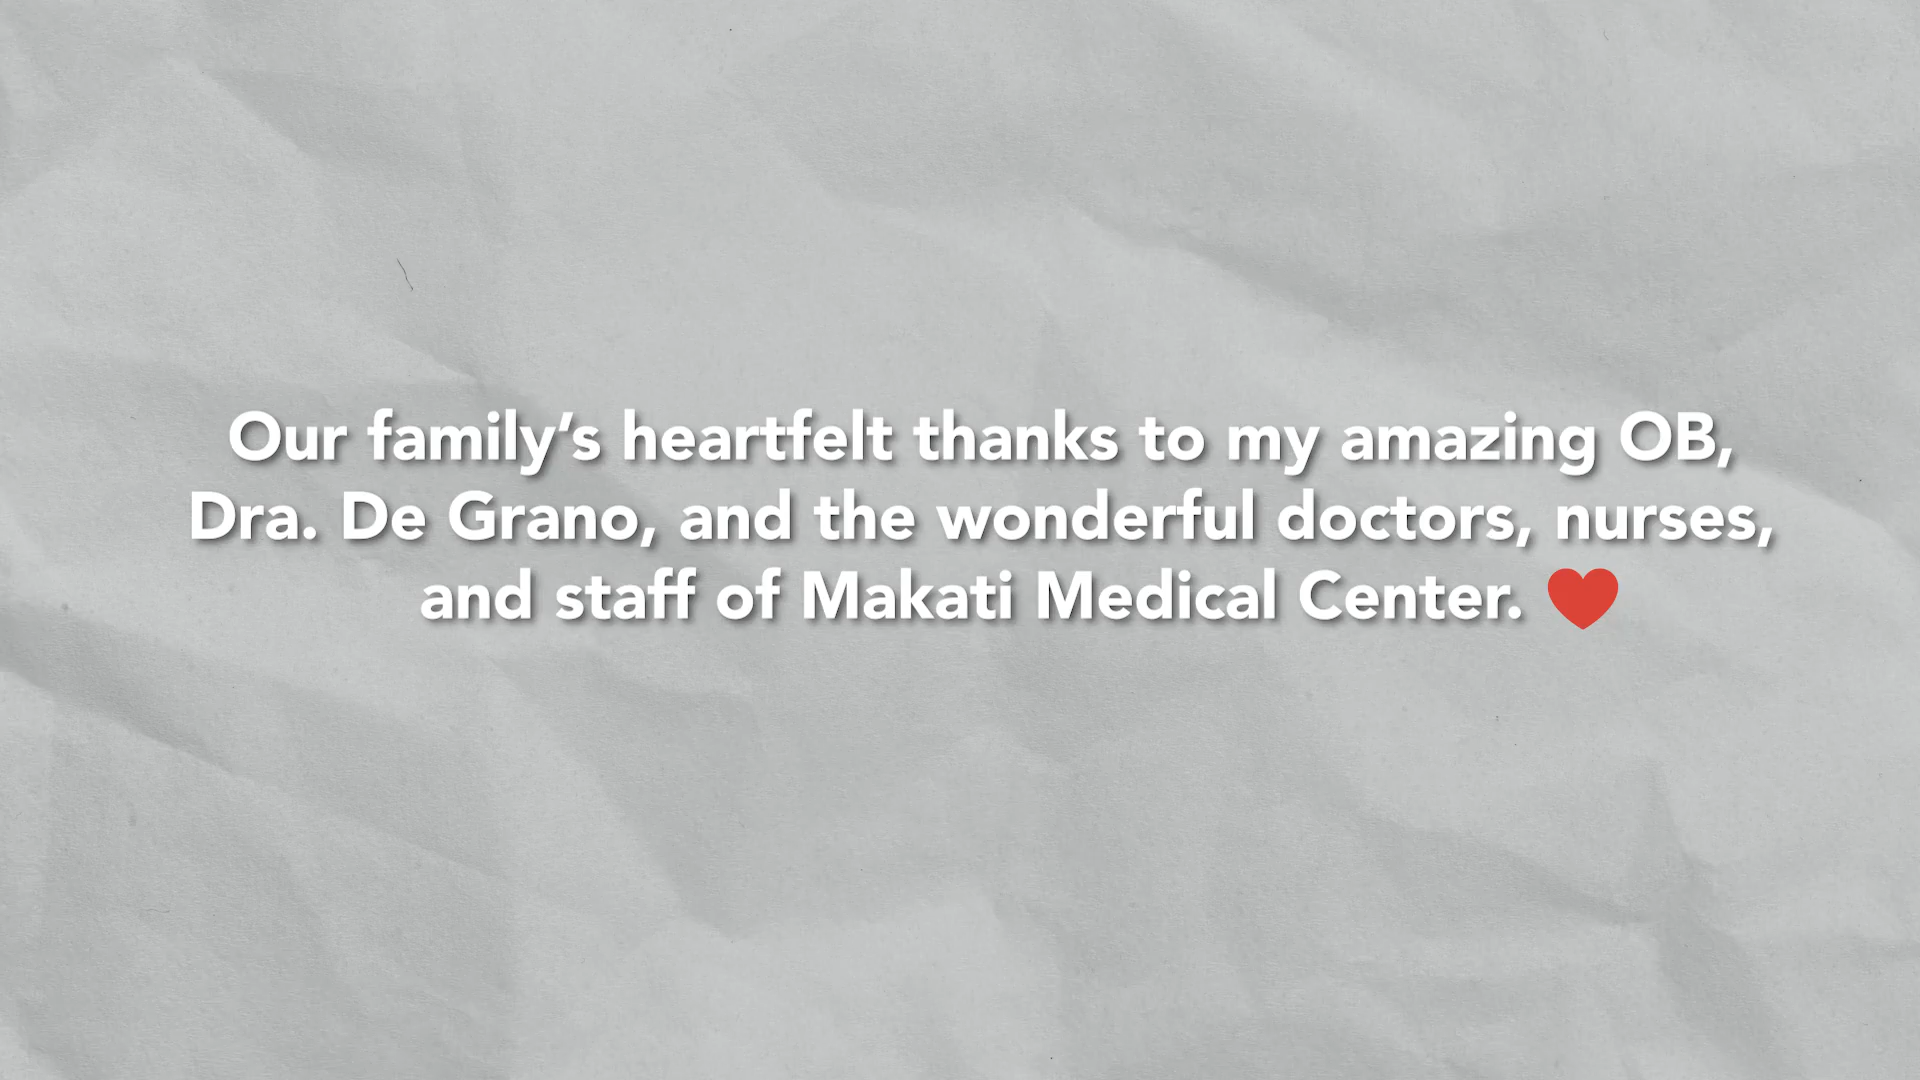 Our family’s heartfelt thanks to my amazing OB,
Dra. De Grano, and the wonderful doctors, nurses,
and staff of Makati Medical Center. ❤️